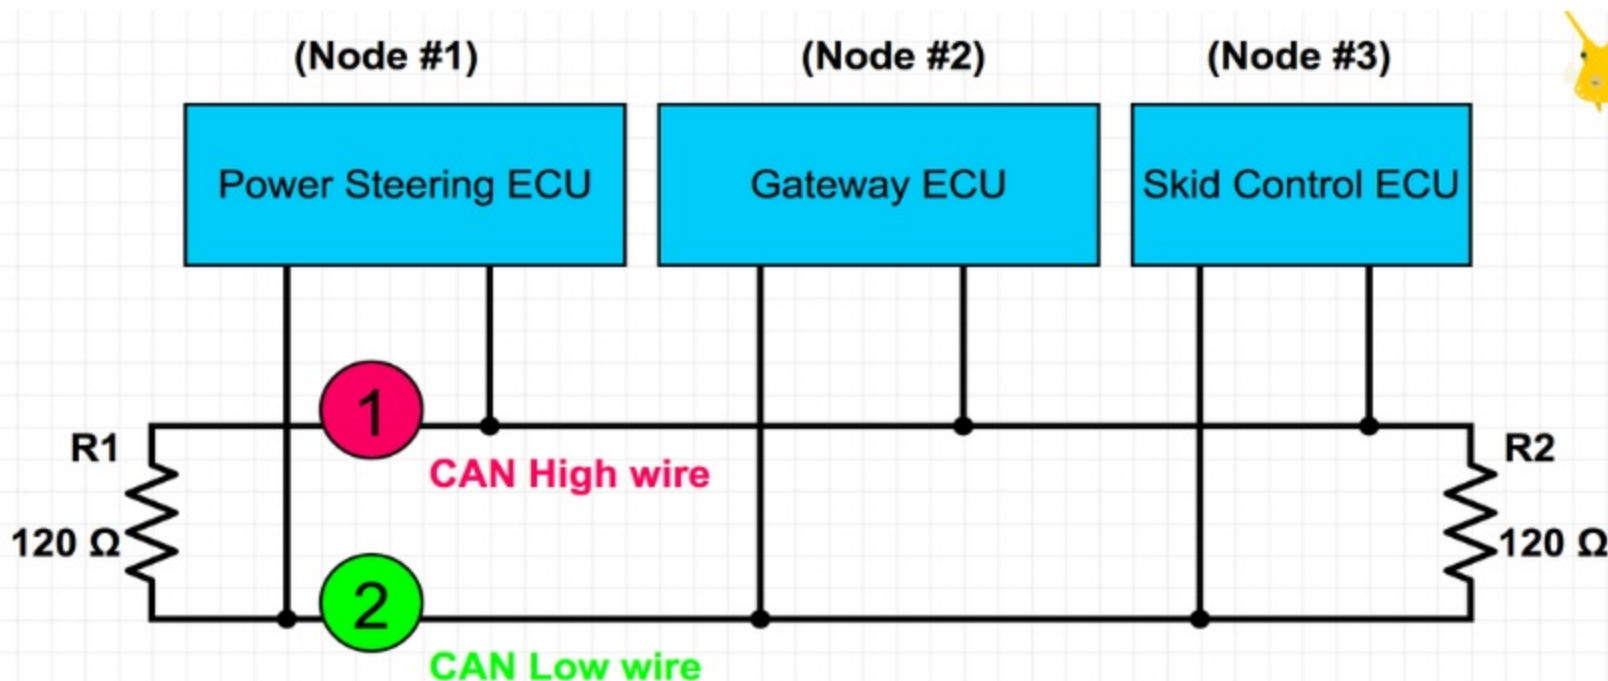 (Node #1)
(Node #2)
(Node #3)
Power Steering ECU
Gateway ECU
Skid Control ECU
1
R1
R2
CAN High wire
120 Ω
120 Ω
2
CAN Low wire